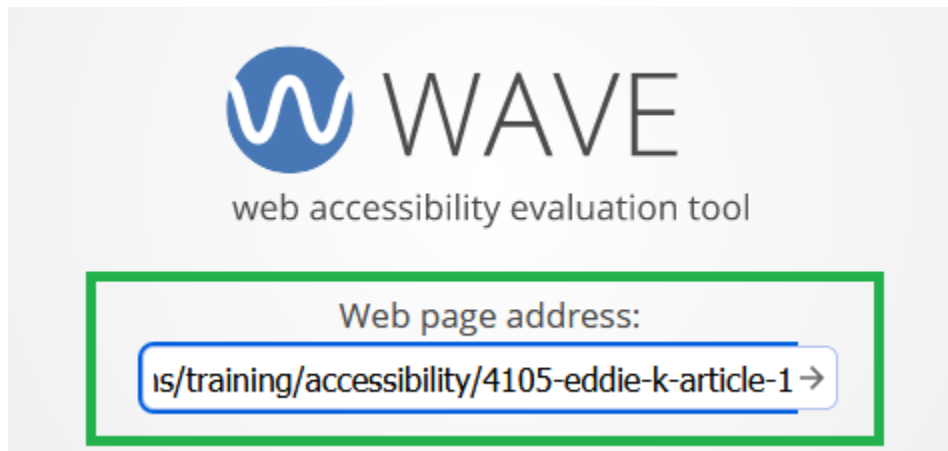 WAVE
web accessibility evaluation tool
Web page address:
s/training/accessibility/4105-eddie-k-article-1